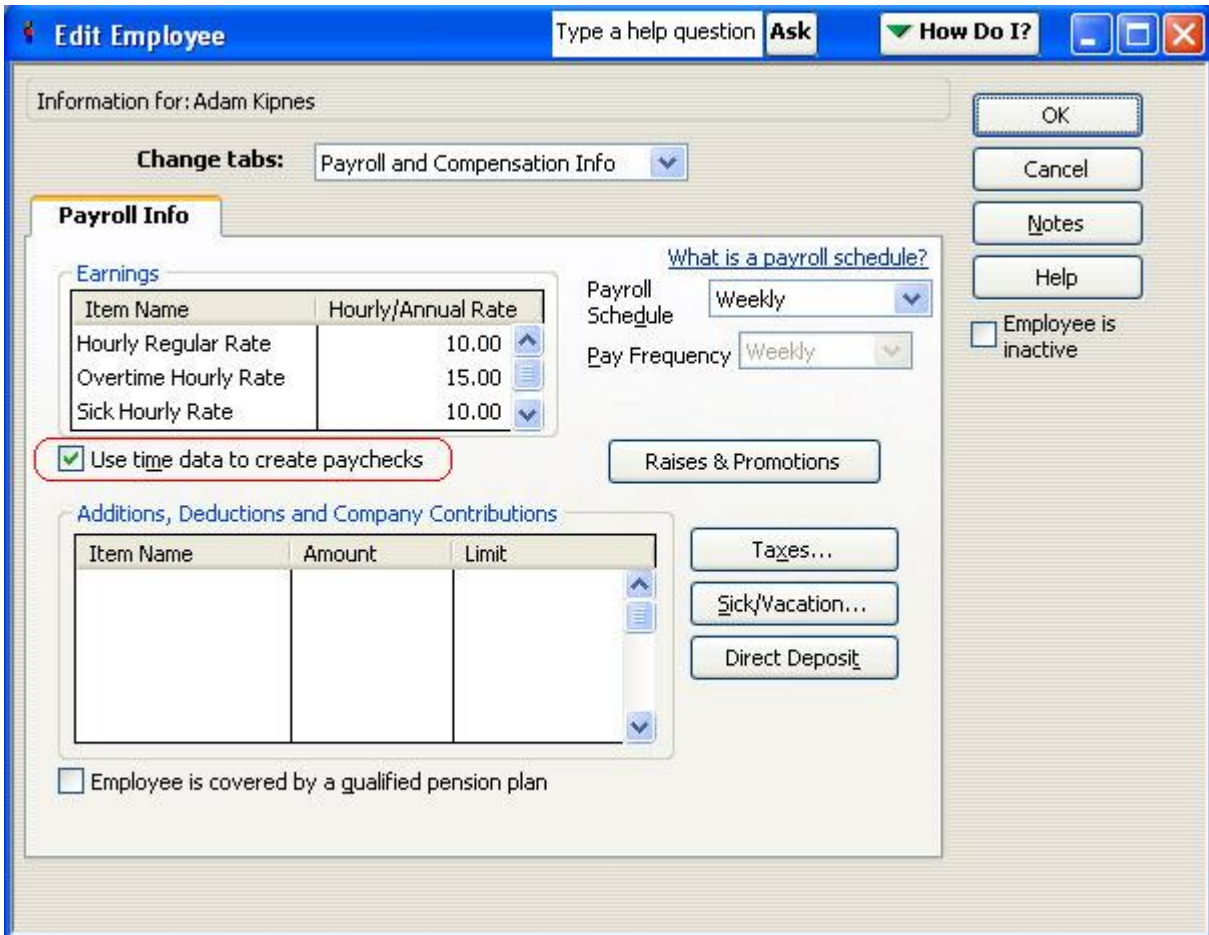 Edit Employee Type a help question Ask How Do I?
Information for: Adam Kipnes
OK
Change tabs: Payroll and Compensation Info
Cancel
Payroll Info
Notes
What is a payroll schedule?
Help
Earnings
Item Name Hourly/Annual Rate
Hourly Regular Rate 10.00
Overtime Hourly Rate 15.00
Sick Hourly Rate 10.00
Payroll
Schedule Weekly
Pay Frequency Weekly
Employee is
inactive
Use time data to create paychecks
Raises & Promotions
Additions, Deductions and Company Contributions
Item Name Amount Limit
Taxes...
Sick/Vacation...
Direct Deposit
Employee is covered by a qualified pension plan